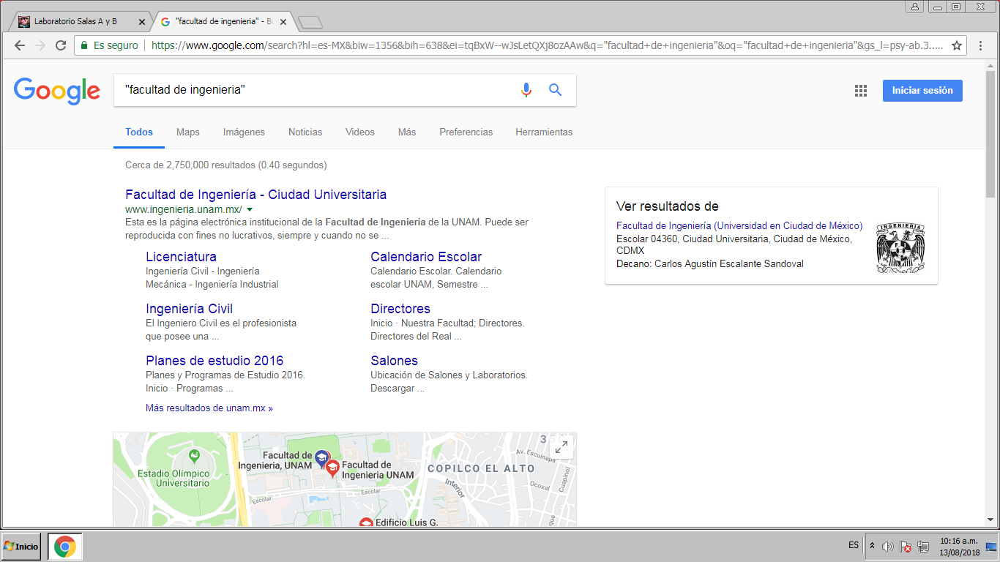 Laboratorio Salas A y B
"facultad de ingenieria" - B
Es seguro
https://www.google.com/search?hl=es-MX&biw=1356&bih=638&ei=tqBxW--wJsLetQXj8ozAAw&q="facultad+de+ingenieria"&oq="facultad+de+ingenieria"&gs_l=psy-ab.3.....
Google
"facultad de ingenieria"
Iniciar sesión
Todos Maps Imágenes Noticias Videos Más Preferencias Herramientas
Cerca de 2,750,000 resultados (0.40 segundos)
Facultad de Ingeniería - Ciudad Universitaria
www.ingenieria.unam.mx/
Esta es la página electrónica institucional de la Facultad de Ingeniería de la UNAM. Puede ser
reproducida con fines no lucrativos, siempre y cuando no se ...
Licenciatura
Ingeniería Civil - Ingeniería
Mecánica - Ingeniería Industrial
Calendario Escolar
Calendario Escolar. Calendario
escolar UNAM, Semestre ...
Ingeniería Civil
El Ingeniero Civil es el profesionista
que posee una ...
Directores
Inicio · Nuestra Facultad; Directores.
Directores del Real ...
Planes de estudio 2016
Planes y Programas de Estudio 2016.
Inicio · Programas ...
Salones
Ubicación de Salones y Laboratorios.
Descargar ...
Más resultados de unam.mx »
Ver resultados de
Facultad de Ingeniería (Universidad en Ciudad de México)
Escolar 04360, Ciudad Universitaria, Ciudad de México,
CDMX
Decano: Carlos Agustín Escalante Sandoval
INGENIERIA
Estadio Olímpico
Universitario
Facultad de
Ingenieria, UNAM
Facultad de
Ingenieria UNAM
COPILCO EL ALTO
Av. Escuinapa
Ocoxal
Cuapinol
Interior
Escolar
Escolar
Edificio Luis G.
Inicio
ES
10:16 a.m.
13/08/2018